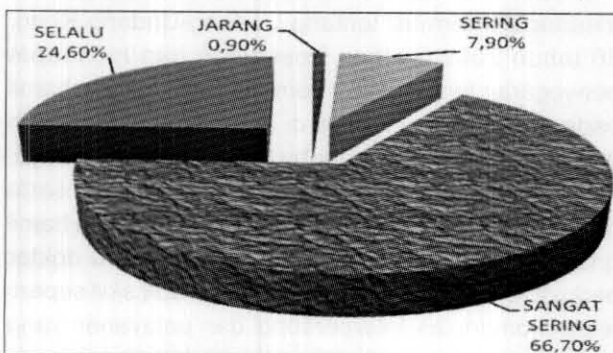 SELALU
24,60%
JARANG
0,90%
SERING
7,90%
SANGAT
SERING
66,70%